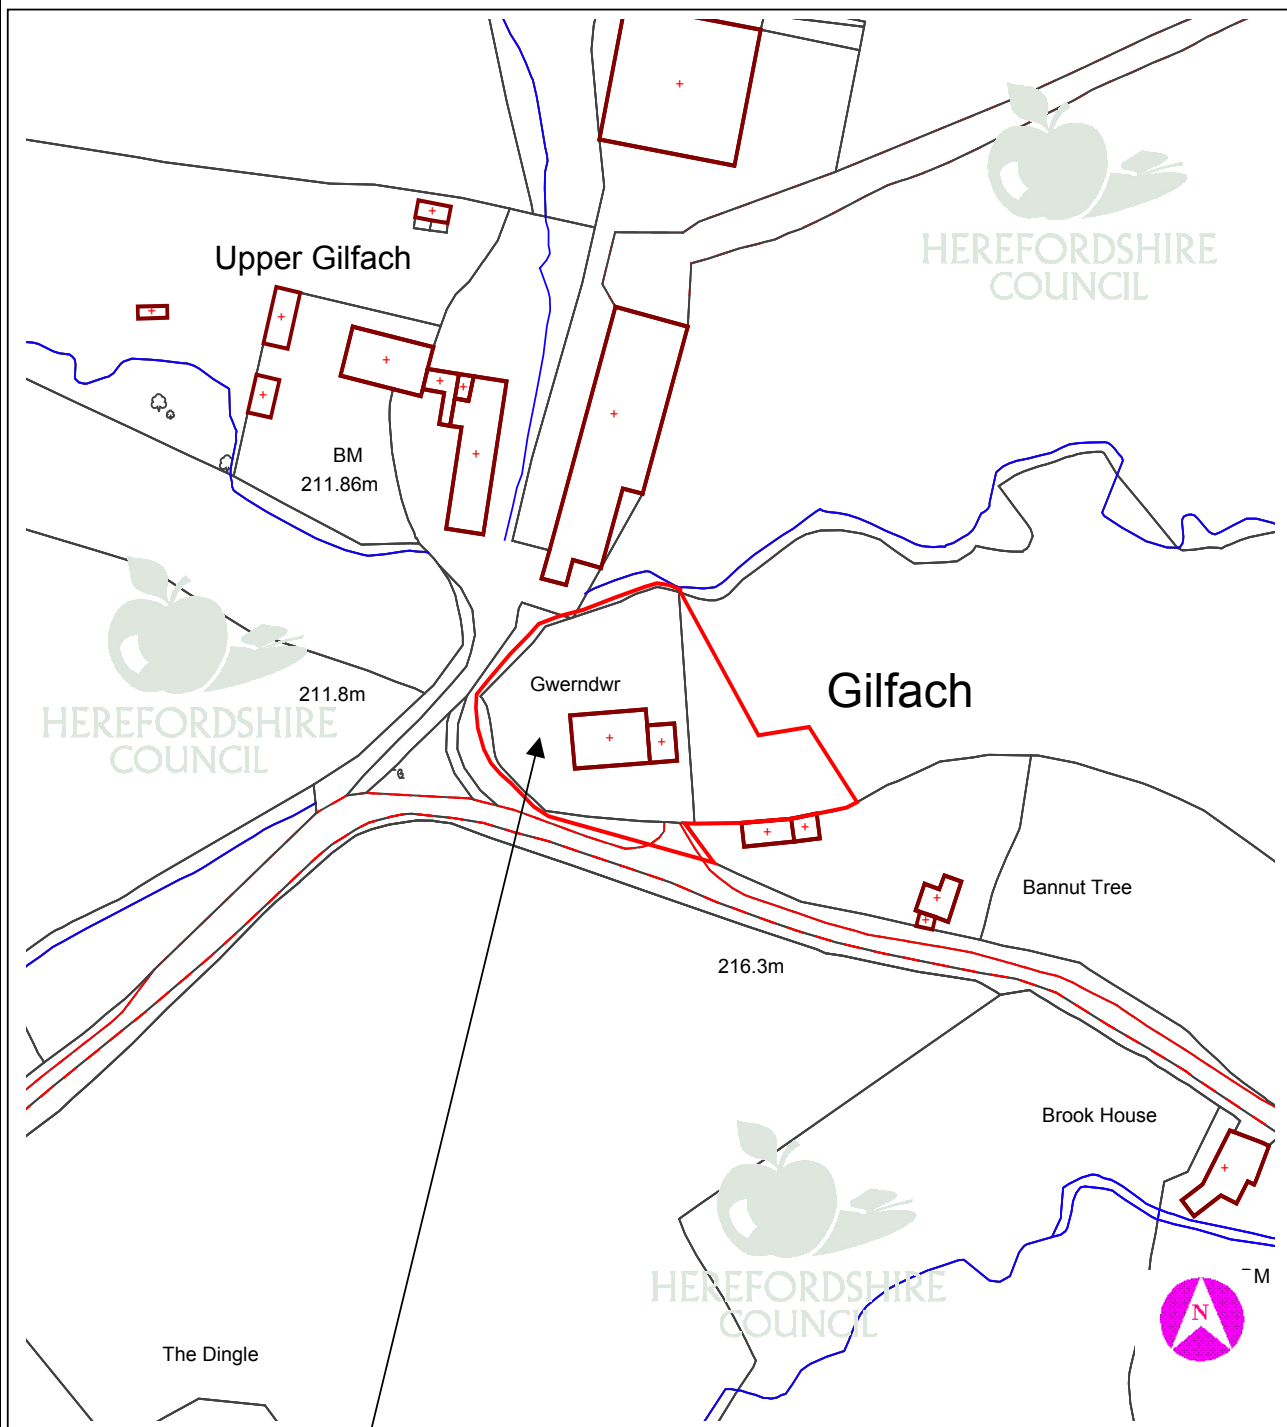 HEREFORDSHIRE
COUNCIL
Upper Gilfach
BM
211.86m
HEREFORDSHIRE
COUNCIL
211.8m
Gwerndwr
Gilfach
Bannut Tree
216.3m
Brook House
HEREFORDSHIRE
COUNCIL
N
The Dingle